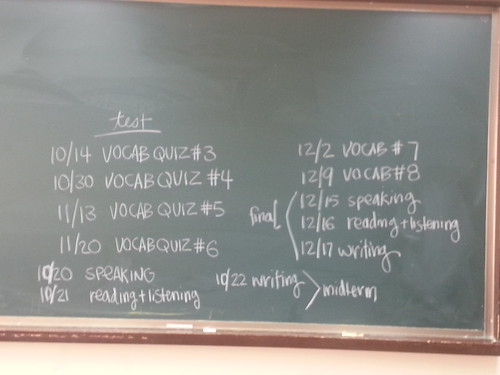 test
10/14 VOCAB QUIZ #3
10/30 VOCAB QUIZ #4
11/13 VOCAB QUIZ #5
11/20 VOCAB QUIZ #6
10/20 SPEAKING
10/21 reading + listening
10/22 writing
midterm
12/2 VOCAB #7
12/9 VOCAB #8
final
12/15 speaking
12/16 reading + listening
12/17 writing